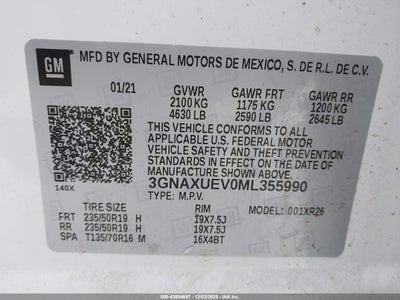 GM
MFD BY GENERAL MOTORS DE MEXICO, S. DE R.L. DE C.V.
01/21 GVWR GAWR FRT GAWR RR
2100 KG 1175 KG 1200 KG
4630 LB 2590 LB 2645 LB
THIS VEHICLE CONFORMS TO ALL APPLICABLE U.S. FEDERAL MOTOR VEHICLE SAFETY, BUMPER, AND THEFT PREVENTION STANDARDS IN EFFECT ON THE DATE OF MANUFACTURE SHOWN ABOVE.
3GNAXUEV0ML355990
TYPE: M.P.V.
140X
TIRE SIZE RIM MODEL: 001XR26
FRT 235/50R19 H 19X7.5J
RR 235/50R19 H 19X7.5J
SPA T135/70R16 M 16X4BT